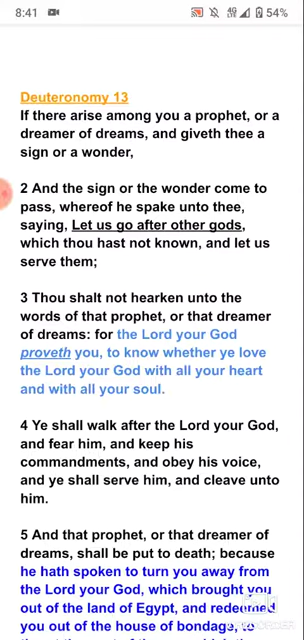 8:41
4G
54%
Deuteronomy 13
If there arise among you a prophet, or a
dreamer of dreams, and giveth thee a
sign or a wonder,
2 And the sign or the wonder come to
pass, whereof he spake unto thee,
saying, Let us go after other gods,
which thou hast not known, and let us
serve them;
3 Thou shalt not hearken unto the
words of that prophet, or that dreamer
of dreams: for the Lord your God
proveth you, to know whether ye love
the Lord your God with all your heart
and with all your soul.
4 Ye shall walk after the Lord your God,
and fear him, and keep his
commandments, and obey his voice,
and ye shall serve him, and cleave unto
him.
5 And that prophet, or that dreamer of
dreams, shall be put to death; because
he hath spoken to turn you away from
the Lord your God, which brought you
out of the land of Egypt, and redeemed
you out of the house of bondage, to